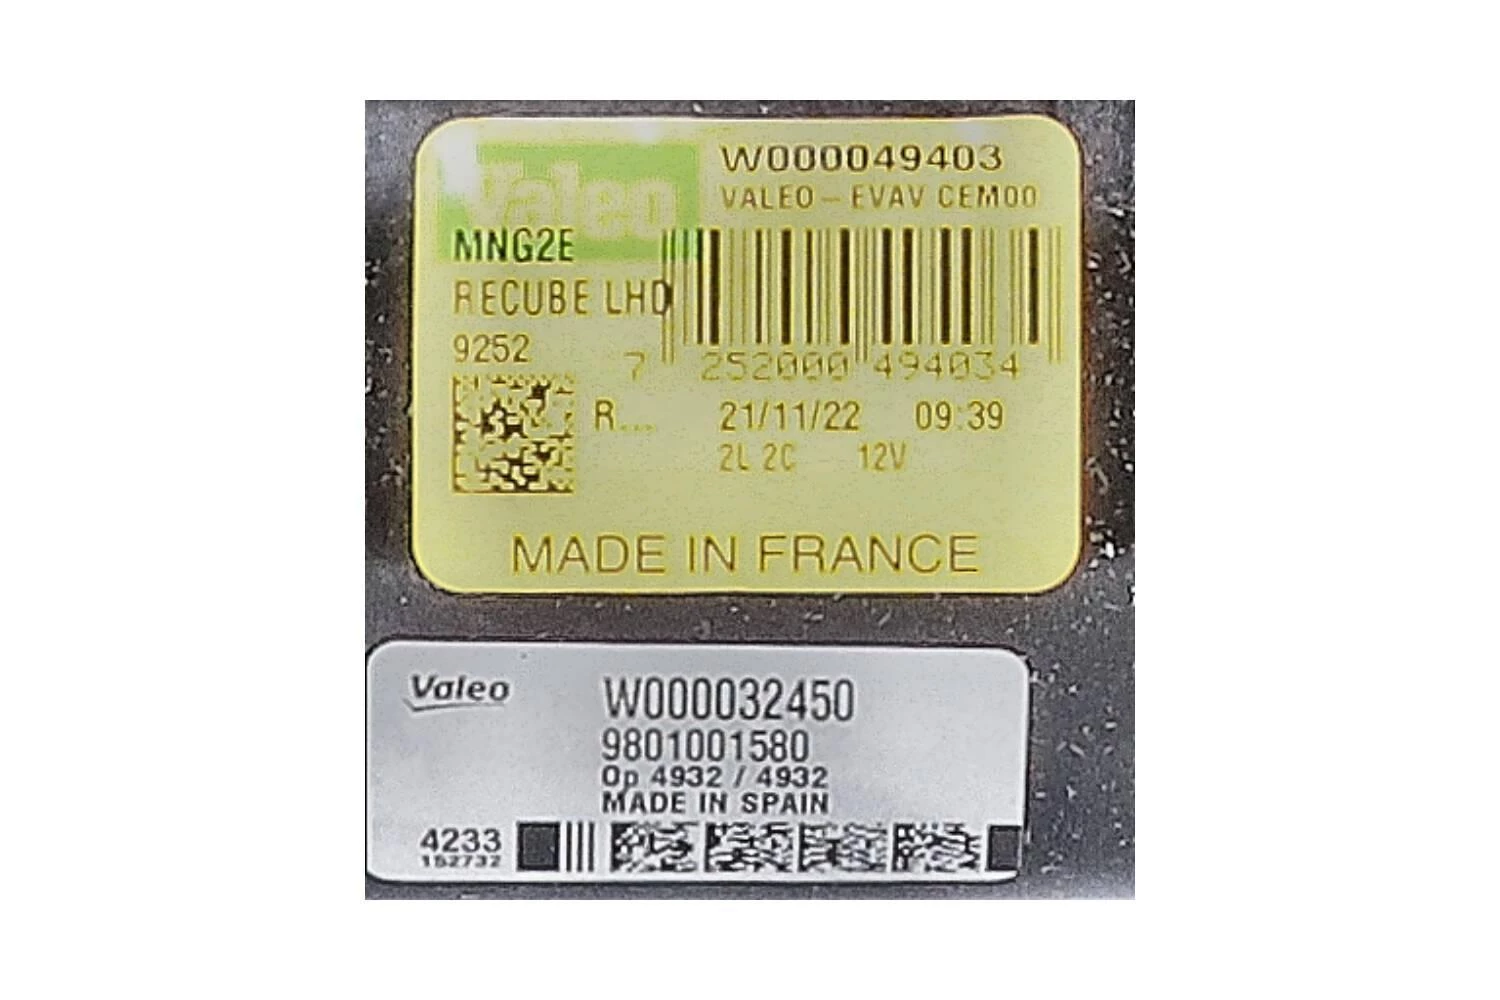 Valeo
W000049403
VALEO - EVAV CEM00
MNG2E
RECUBE LHD
9252
7 252000 494034
R... 21/11/22 09:39
2L 2C 12V
MADE IN FRANCE
Valeo
W000032450
9801001580
Op 4932 / 4932
MADE IN SPAIN
4233
152732